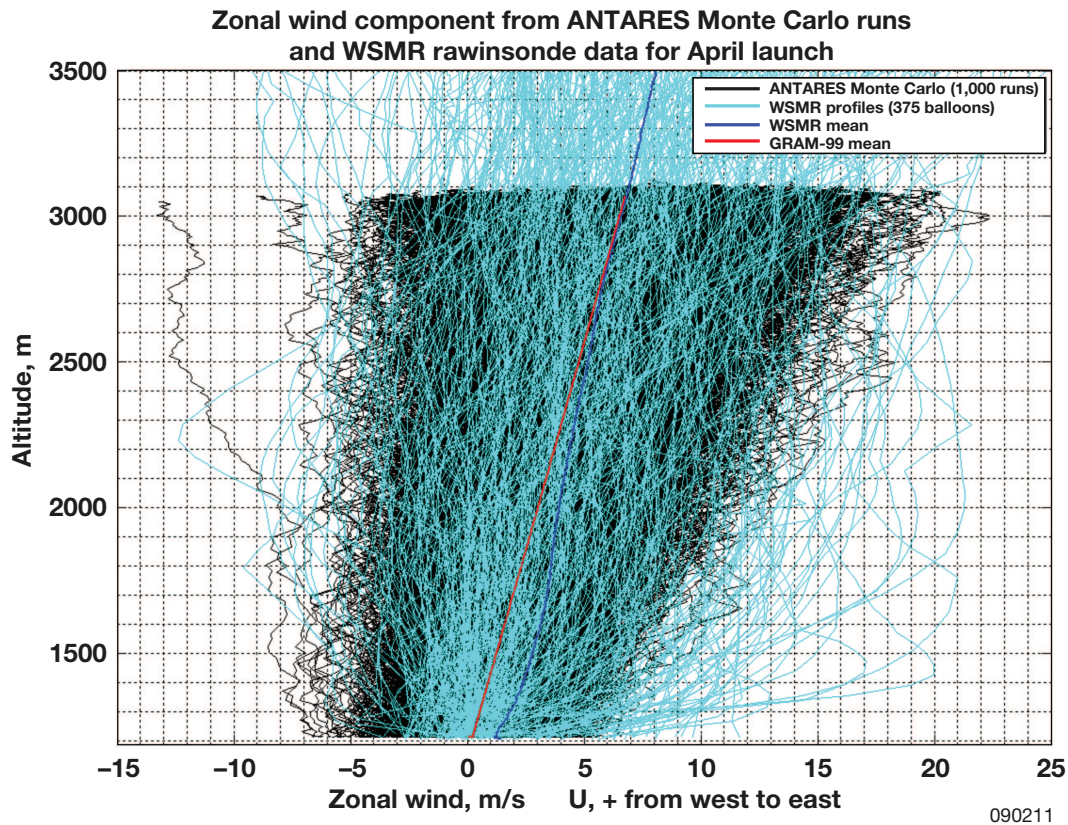 Zonal wind component from ANTARES Monte Carlo runs
and WSMR rawinsonde data for April launch
3500
ANTARES Monte Carlo (1,000 runs)
WSMR profiles (375 balloons)
WSMR mean
GRAM-99 mean
3000
2500
2000
1500
Altitude, m
−15 −10 −5 0 5 10 15 20 25
Zonal wind, m/s U, + from west to east
090211